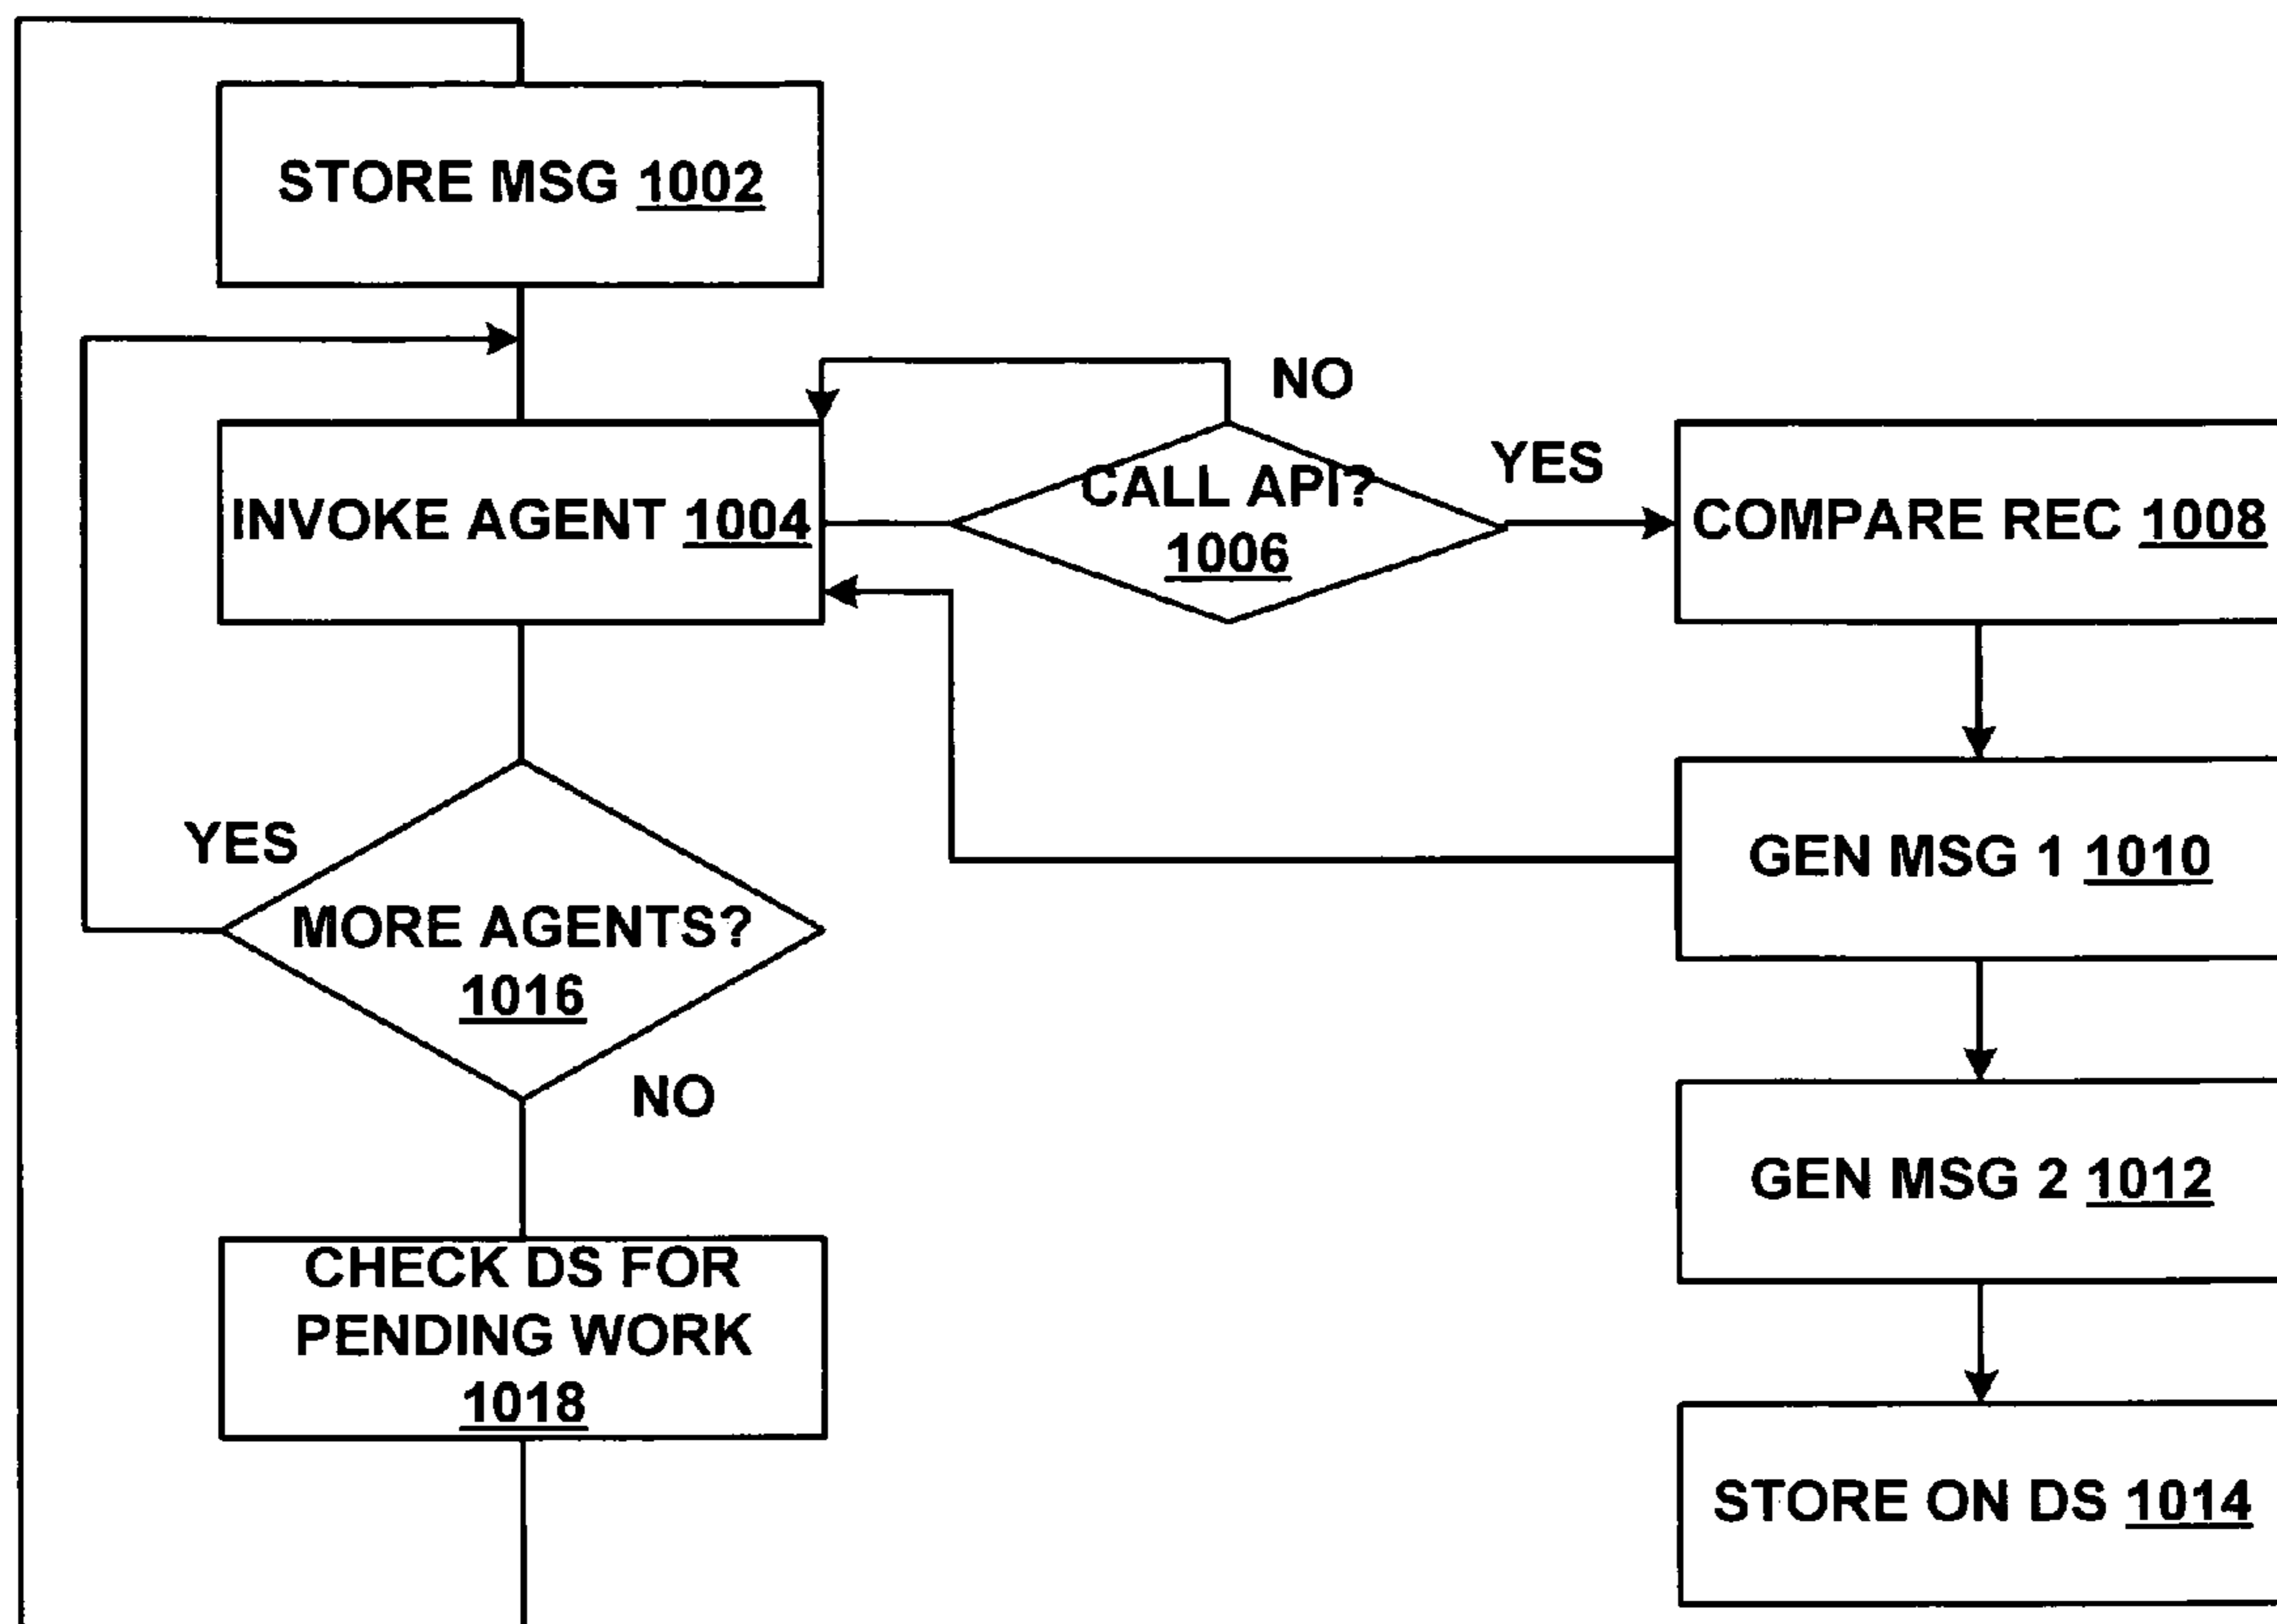 STORE MSG 1002
NO
YES
INVOKE AGENT 1004
CALL API?
1006
COMPARE REC 1008
YES
GEN MSG 1 1010
MORE AGENTS?
1016
NO
GEN MSG 2 1012
CHECK DS FOR
PENDING WORK
1018
STORE ON DS 1014